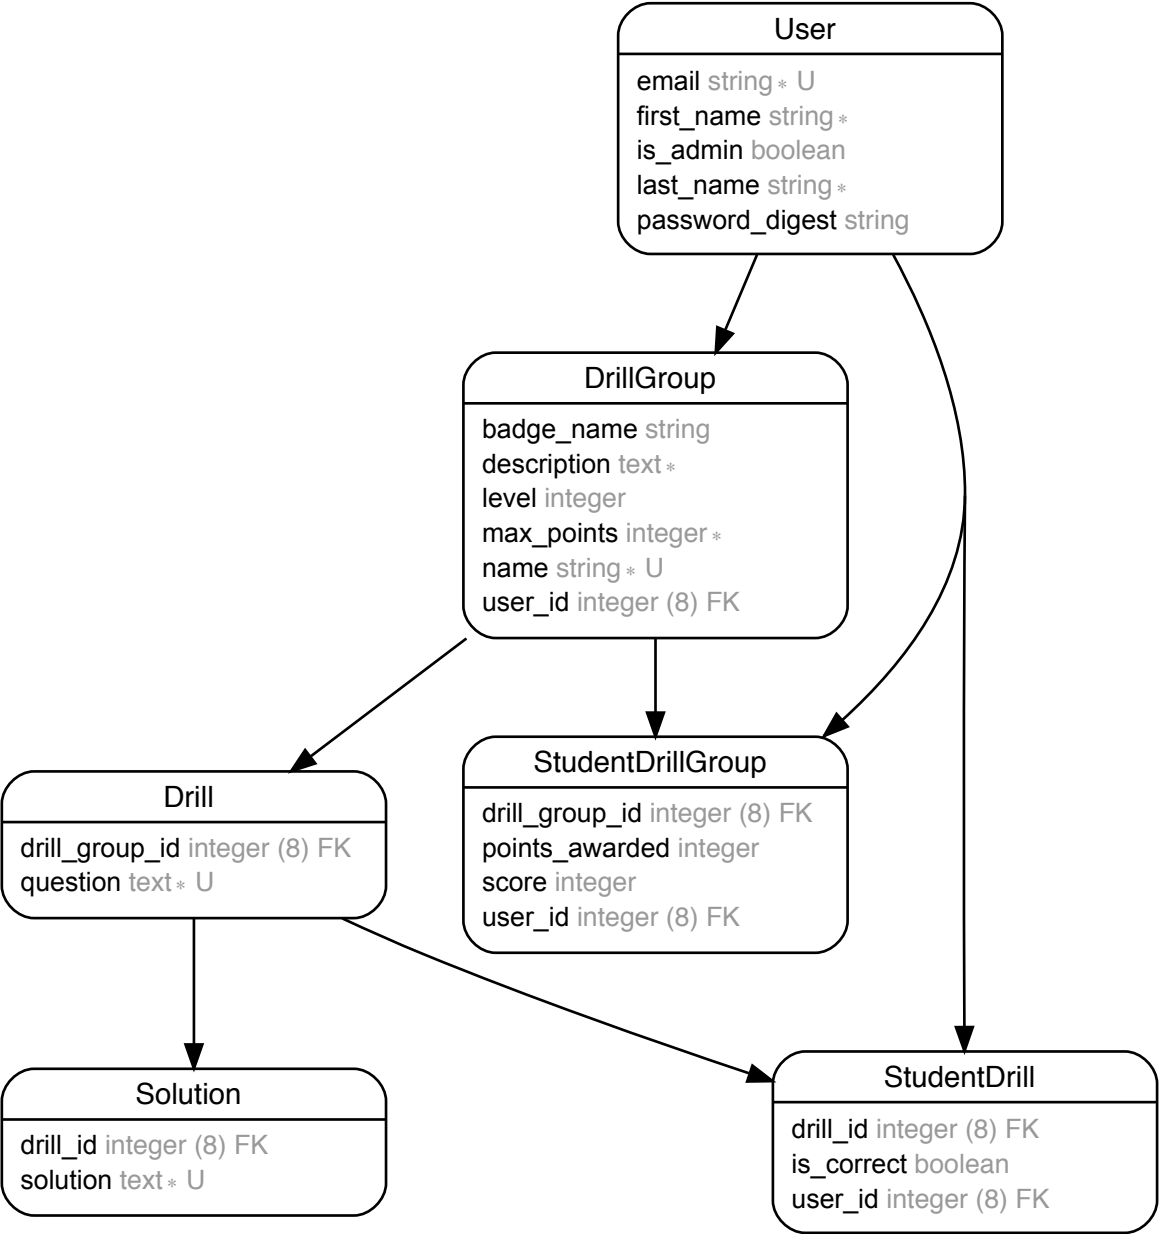 User
email string* U
first_name string*
is_admin boolean
last_name string*
password_digest string
DrillGroup
badge_name string
description text*
level integer
max_points integer*
name string* U
user_id integer (8) FK
StudentDrillGroup
drill_group_id integer (8) FK
points_awarded integer
score integer
user_id integer (8) FK
Drill
drill_group_id integer (8) FK
question text* U
Solution
drill_id integer (8) FK
solution text* U
StudentDrill
drill_id integer (8) FK
is_correct boolean
user_id integer (8) FK